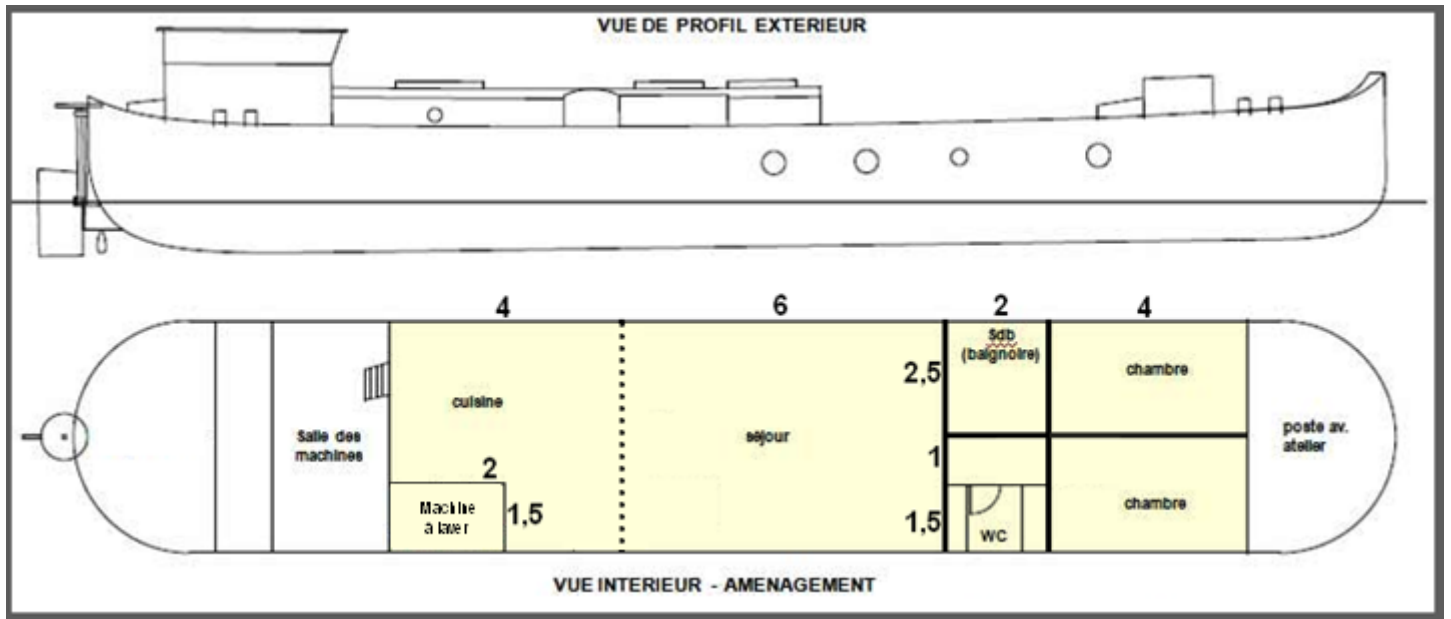 VUE DE PROFIL EXTERIEUR
4
6
2
4
Sdb
(baignoire)
2,5
chambre
cuisine
Salle des
machines
séjour
poste av.
atelier
2
1
Machine
à laver
1,5
1,5
WC
chambre
VUE INTERIEUR - AMENAGEMENT